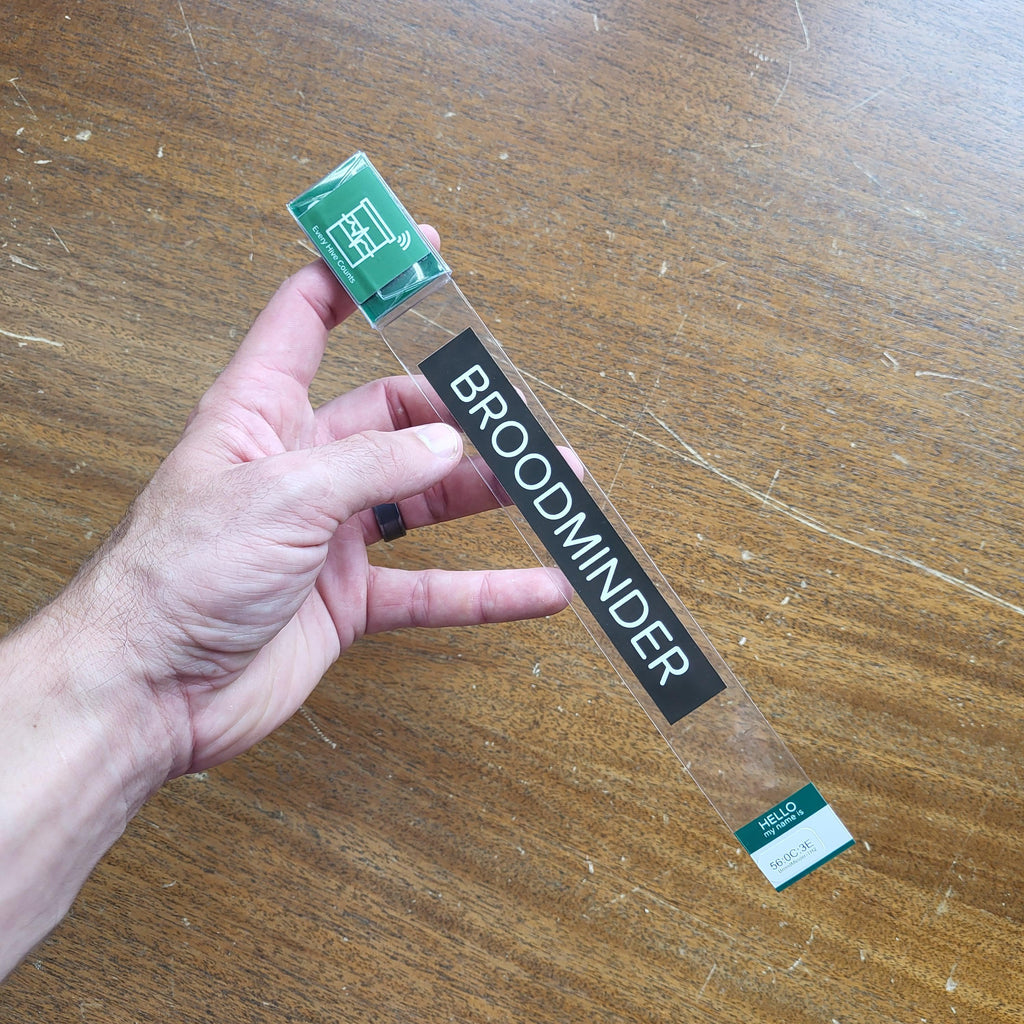 Every Hive Counts
BROODMINDER
HELLO
my name is
56:0C:3E